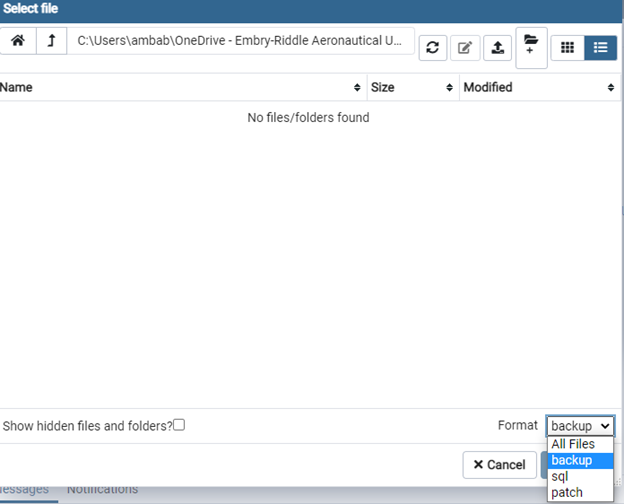 Select file
C:\Users\ambab\OneDrive - Embry-Riddle Aeronautical U...
Name Size Modified
No files/folders found
Show hidden files and folders? Format backup
All Files
backup
sql
patch
Cancel
Notifications